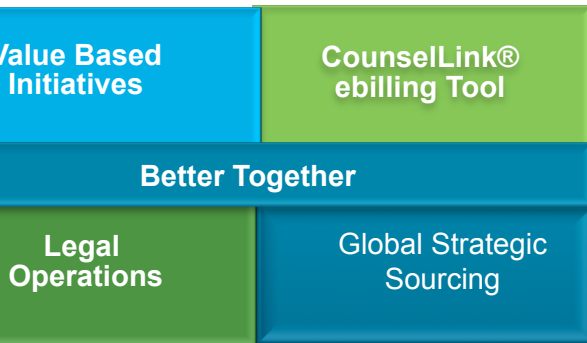 Value Based
Initiatives
CounselLink®
ebilling Tool
Better Together
Legal
Operations
Global Strategic
Sourcing